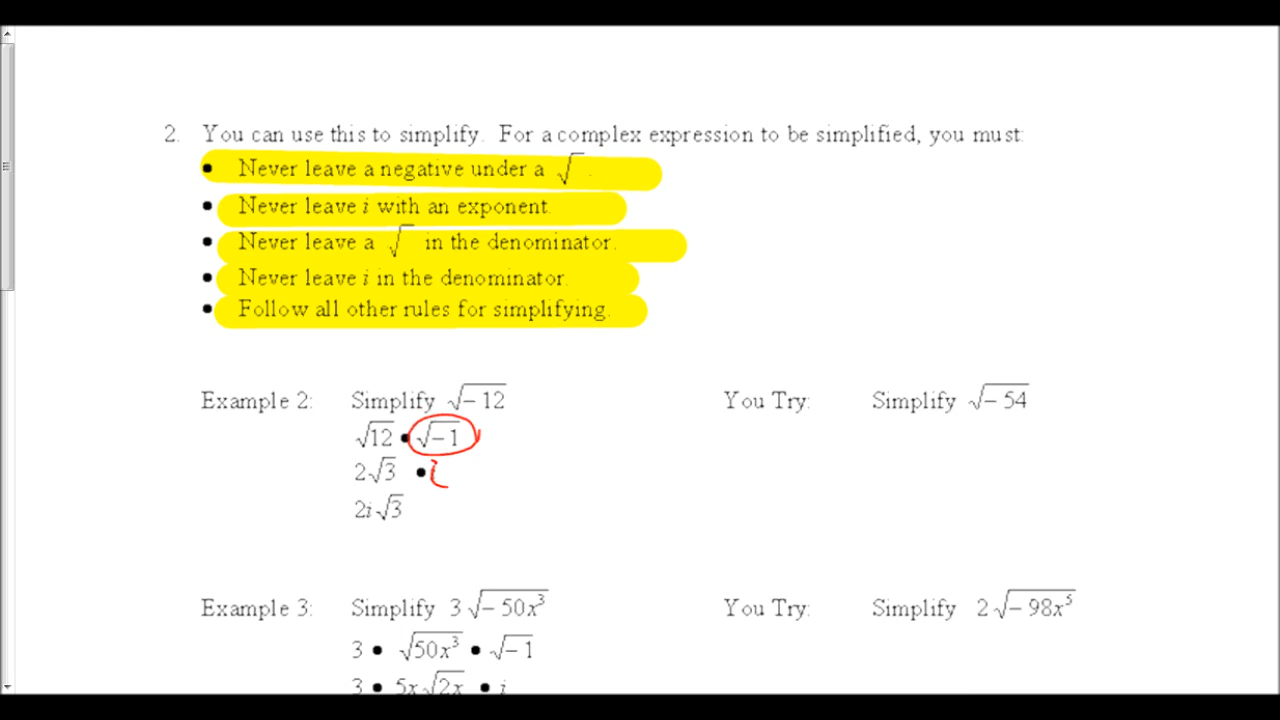 2. You can use this to simplify. For a complex expression to be simplified, you must:
• Never leave a negative under a √ .
• Never leave i with an exponent.
• Never leave a √ in the denominator.
• Never leave i in the denominator.
• Follow all other rules for simplifying.
Example 2: Simplify √-12 You Try: Simplify √-54
√12 • √-1
2√3 • i
2i√3
Example 3: Simplify 3√-50x³ You Try: Simplify 2√-98x⁵
3 • √50x³ • √-1
3 • 5x√2x • i